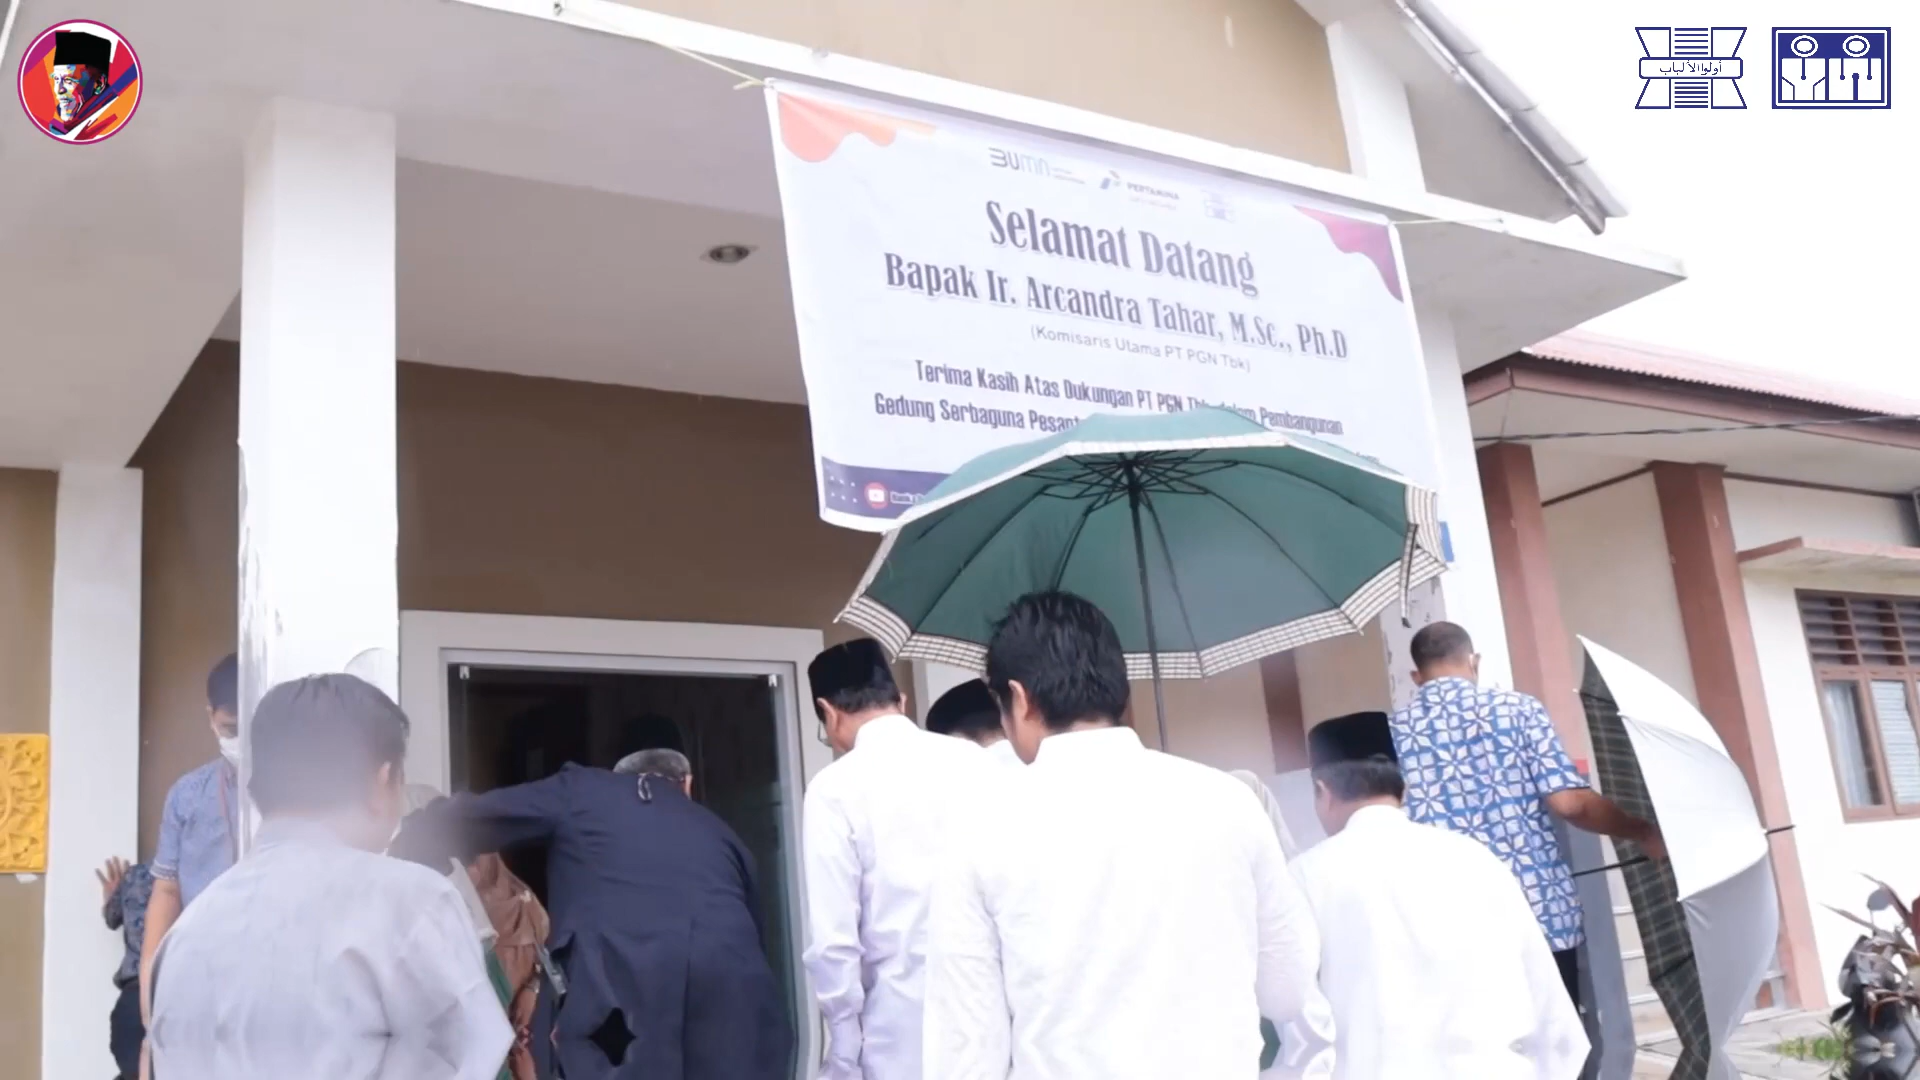 أولوا الألباب
BUMN
PERTAMINA
Selamat Datang
Bapak Ir. Arcandra Tahar, M.Sc., Ph.D
(Komisaris Utama PT PGN Tbk)
Terima Kasih Atas Dukungan PT PGN Tbk dalam Pembangunan
Gedung Serbaguna